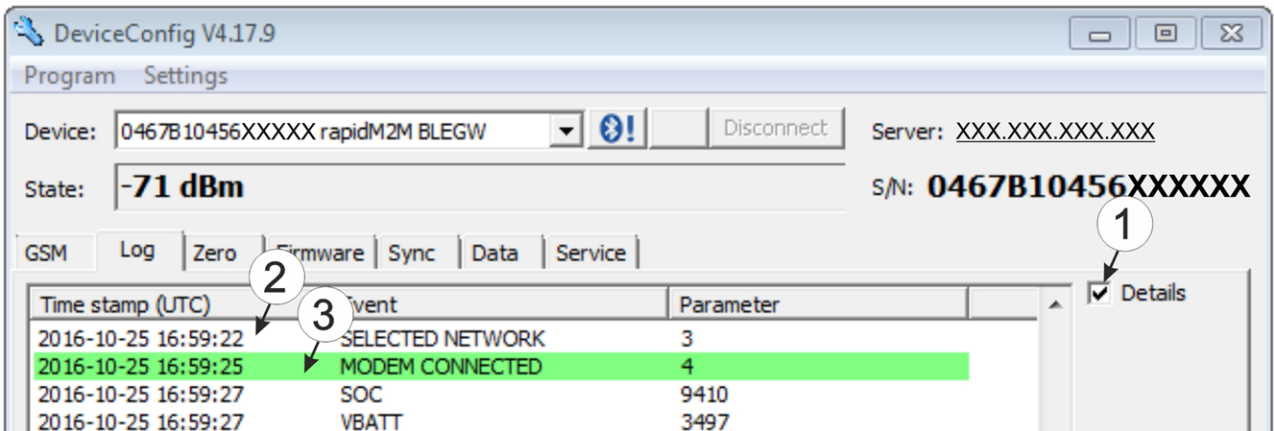 DeviceConfig V4.17.9
Program Settings
Device: 0467B10456XXXXX rapidM2M BLEGW Disconnect Server: XXX.XXX.XXX.XXX
State: -71 dBm S/N: 0467B10456XXXXXX
1
GSM Log Zero Firmware Sync Data Service
2
Details
3
Time stamp (UTC) Event Parameter
2016-10-25 16:59:22 SELECTED NETWORK 3
2016-10-25 16:59:25 MODEM CONNECTED 4
2016-10-25 16:59:27 SOC 9410
2016-10-25 16:59:27 VBATT 3497